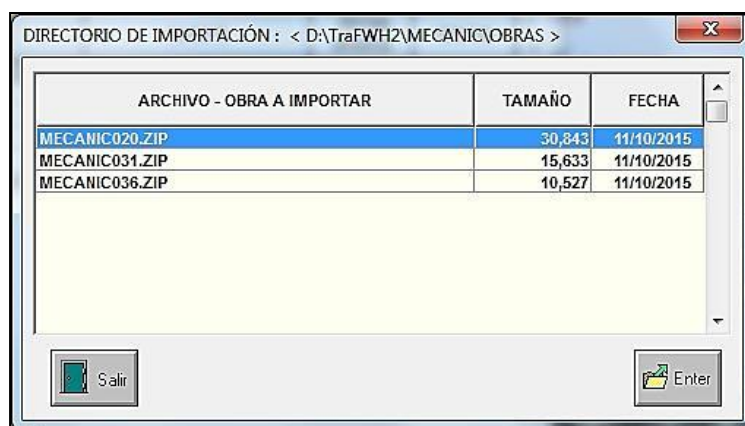 DIRECTORIO DE IMPORTACIÓN : < D:\TraFWH2\MECANIC\OBRAS >
ARCHIVO - OBRA A IMPORTAR TAMAÑO FECHA
MECANIC020.ZIP 30,843 11/10/2015
MECANIC031.ZIP 15,633 11/10/2015
MECANIC036.ZIP 10,527 11/10/2015
Salir Enter